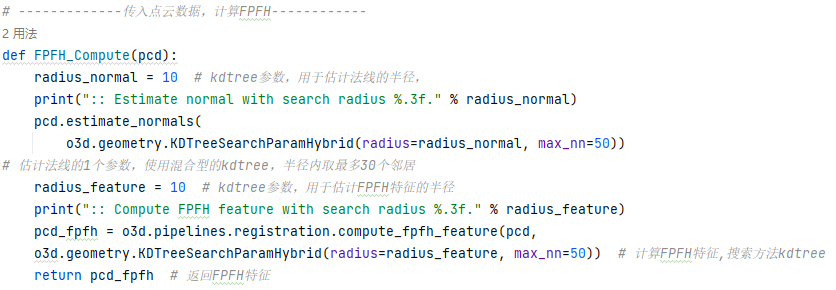 # -------------传入点云数据，计算FPFH------------
2 用法
def FPFH_Compute(pcd):
    radius_normal = 10  # kdtree参数，用于估计法线的半径，
    print(":: Estimate normal with search radius %.3f." % radius_normal)
    pcd.estimate_normals(
        o3d.geometry.KDTreeSearchParamHybrid(radius=radius_normal, max_nn=50))
# 估计法线的1个参数，使用混合型的kdtree，半径内取最多30个邻居
    radius_feature = 10  # kdtree参数，用于估计FPFH特征的半径
    print(":: Compute FPFH feature with search radius %.3f." % radius_feature)
    pcd_fpfh = o3d.pipelines.registration.compute_fpfh_feature(pcd,
    o3d.geometry.KDTreeSearchParamHybrid(radius=radius_feature, max_nn=50))  # 计算FPFH特征,搜索方法kdtree
    return pcd_fpfh  # 返回FPFH特征